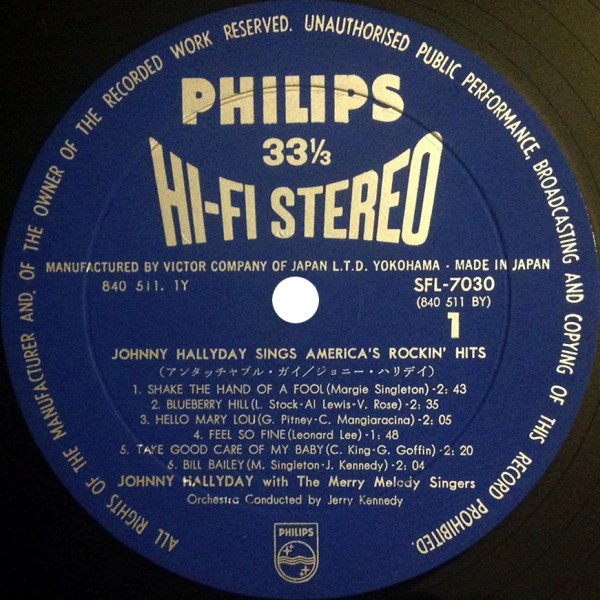 ALL RIGHTS OF THE MANUFACTURER AND OF THE OWNER OF THE RECORDED WORK RESERVED. UNAUTHORISED PUBLIC PERFORMANCE, BROADCASTING AND COPYING OF THIS RECORD PROHIBITED.
PHILIPS
33⅓
HI-FI STEREO
MANUFACTURED BY VICTOR COMPANY OF JAPAN L.T.D. YOKOHAMA · MADE IN JAPAN
840 511. 1Y
SFL-7030
(840 511 BY)
1
JOHNNY HALLYDAY SINGS AMERICA'S ROCKIN' HITS
(アンタッチャブル・ガイ/ジョニー・ハリデイ)
1. SHAKE THE HAND OF A FOOL (Margie Singleton) -2: 43
2. BLUEBERRY HILL (L. Stock-Al Lewis-V. Rose) -2: 35
3. HELLO MARY LOU (G. Pitney-C. Mangiaracina) -2: 05
4. FEEL SO FINE (Leonard Lee) -1: 48
5. TAKE GOOD CARE OF MY BABY (C. King-G. Goffin) -2: 20
6. BILL BAILEY (M. Singleton-J. Kennedy) -2: 04
JOHNNY HALLYDAY with The Merry Melody Singers
Orchestra Conducted by Jerry Kennedy
PHILIPS